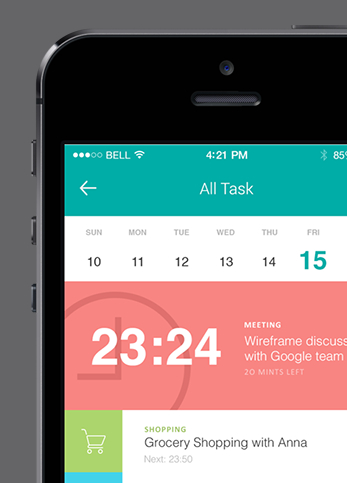 BELL 4:21 PM 85%
All Task
SUN MON TUE WED THU FRI
10 11 12 13 14 15
MEETING
23:24
Wireframe discuss
with Google team
20 MINTS LEFT
SHOPPING
Grocery Shopping with Anna
Next: 23:50